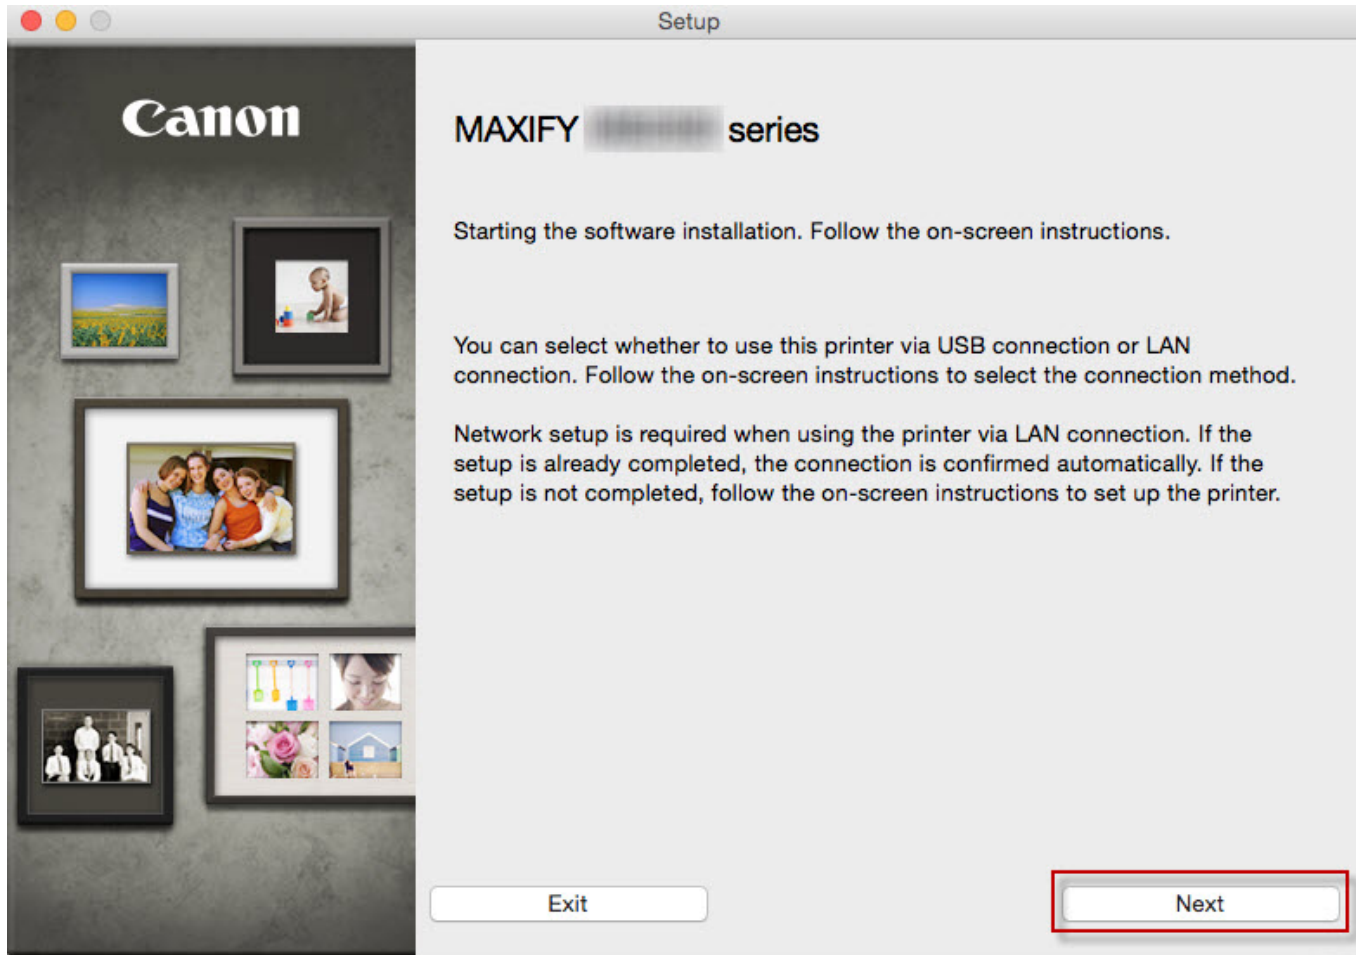 Setup
Canon
MAXIFY series
Starting the software installation. Follow the on-screen instructions.
You can select whether to use this printer via USB connection or LAN
connection. Follow the on-screen instructions to select the connection method.
Network setup is required when using the printer via LAN connection. If the
setup is already completed, the connection is confirmed automatically. If the
setup is not completed, follow the on-screen instructions to set up the printer.
Exit
Next